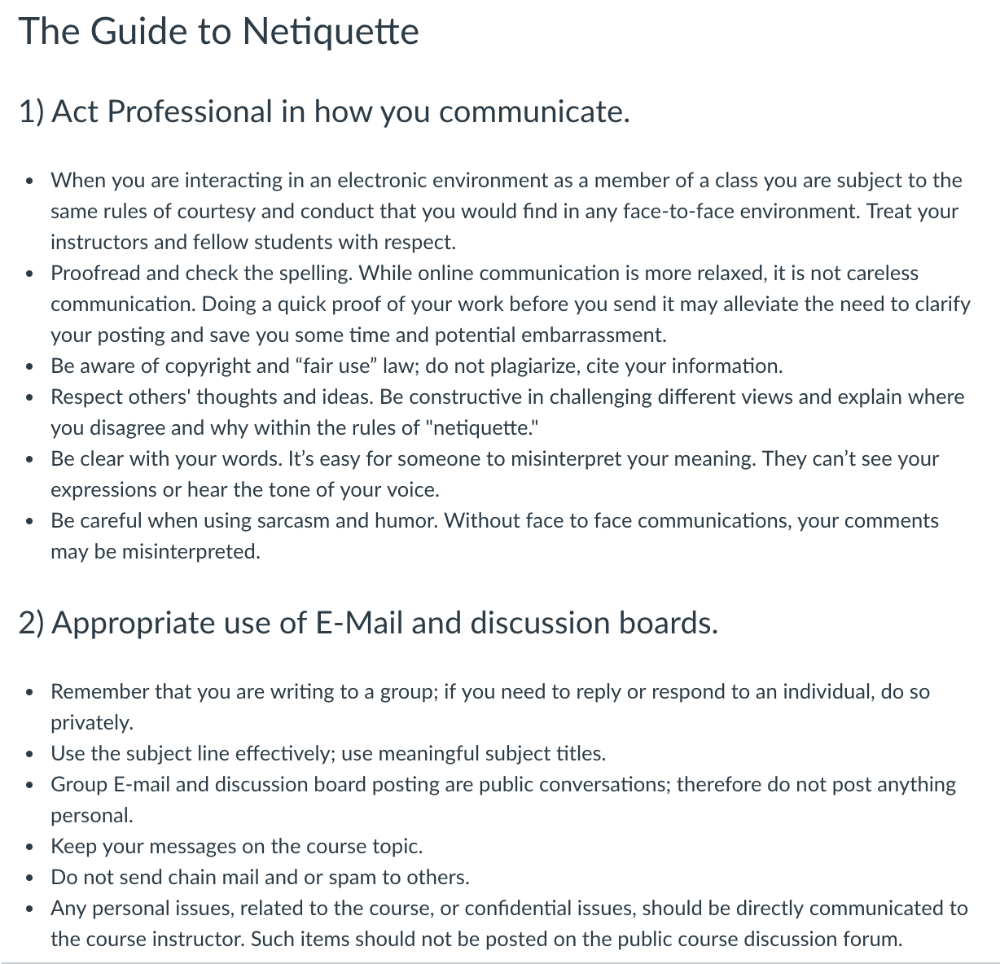 The Guide to Netiquette
1) Act Professional in how you communicate.
• When you are interacting in an electronic environment as a member of a class you are subject to the
same rules of courtesy and conduct that you would find in any face-to-face environment. Treat your
instructors and fellow students with respect.
• Proofread and check the spelling. While online communication is more relaxed, it is not careless
communication. Doing a quick proof of your work before you send it may alleviate the need to clarify
your posting and save you some time and potential embarrassment.
• Be aware of copyright and “fair use” law; do not plagiarize, cite your information.
• Respect others' thoughts and ideas. Be constructive in challenging different views and explain where
you disagree and why within the rules of "netiquette."
• Be clear with your words. It’s easy for someone to misinterpret your meaning. They can’t see your
expressions or hear the tone of your voice.
• Be careful when using sarcasm and humor. Without face to face communications, your comments
may be misinterpreted.
2) Appropriate use of E-Mail and discussion boards.
• Remember that you are writing to a group; if you need to reply or respond to an individual, do so
privately.
• Use the subject line effectively; use meaningful subject titles.
• Group E-mail and discussion board posting are public conversations; therefore do not post anything
personal.
• Keep your messages on the course topic.
• Do not send chain mail and or spam to others.
• Any personal issues, related to the course, or confidential issues, should be directly communicated to
the course instructor. Such items should not be posted on the public course discussion forum.